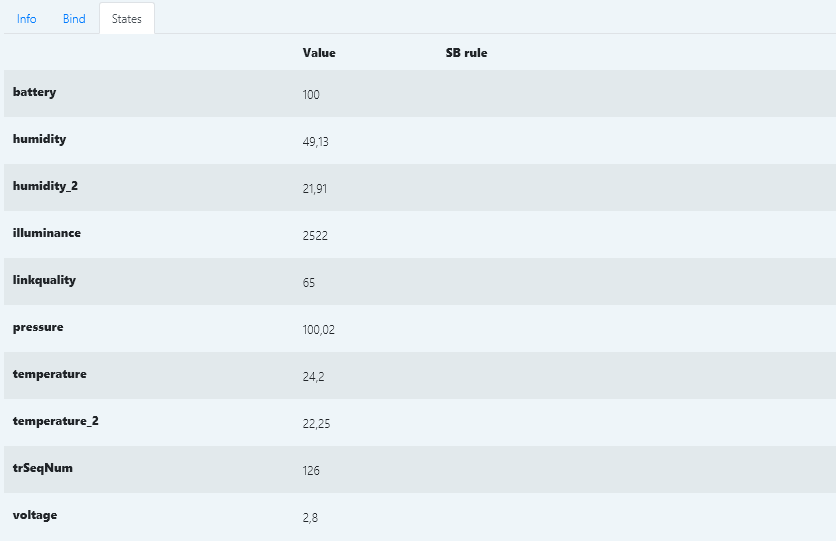 Info Bind States
Value SB rule
battery 100
humidity 49,13
humidity_2 21,91
illuminance 2522
linkquality 65
pressure 100,02
temperature 24,2
temperature_2 22,25
trSeqNum 126
voltage 2,8